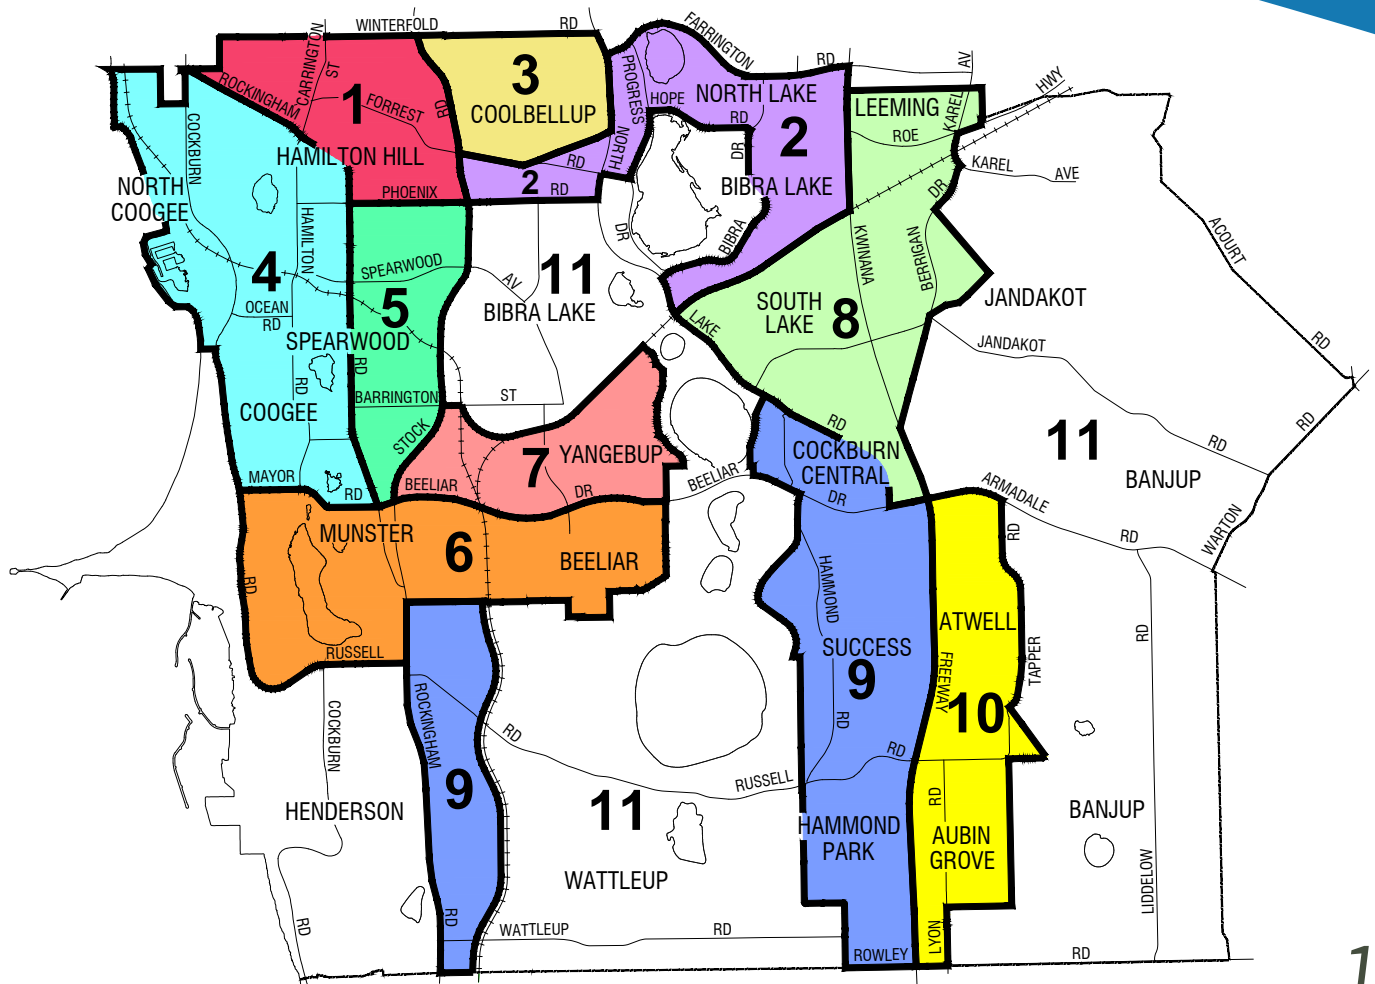 WINTERFOLD
RD
CARRINGTON
ST
ROCKINGHAM
1
FORREST
RD
HAMILTON HILL
PHOENIX
3
COOLBELLUP
FARRINGTON
RD
PROGRESS
HOPE
NORTH LAKE
RD
DR
2
BIBRA LAKE
NORTH
RD
2
RD
DR
BIBRA
AV
KAREL
HWY
LEEMING
ROE
KAREL
AVE
DR
ACOURT
RD
COCKBURN
NORTH
COOGEE
HAMILTON
4
OCEAN
RD
SPEARWOOD
RD
COOGEE
MAYOR
RD
SPEARWOOD
5
RD
BARRINGTON
STOCK
AV
11
BIBRA LAKE
ST
LAKE
SOUTH
LAKE
8
KWINANA
BERRIGAN
RD
JANDAKOT
JANDAKOT
RD
11
BANJUP
RD
WARTON
ARMADALE
RD
7
YANGEBUP
BEELIAR
DR
BEELIAR
COCKBURN
CENTRAL
DR
MUNSTER
6
BEELIAR
RD
RUSSELL
HAMMOND
SUCCESS
9
RD
FREEWAY
ATWELL
RD
TAPPER
10
RD
COCKBURN
RD
HENDERSON
ROCKINGHAM
9
RD
RD
RUSSELL
11
WATTLEUP
WATTLEUP
RD
RD
HAMMOND
PARK
ROWLEY
RD
AUBIN
GROVE
LYON
RD
BANJUP
LIDDELOW
RD
1